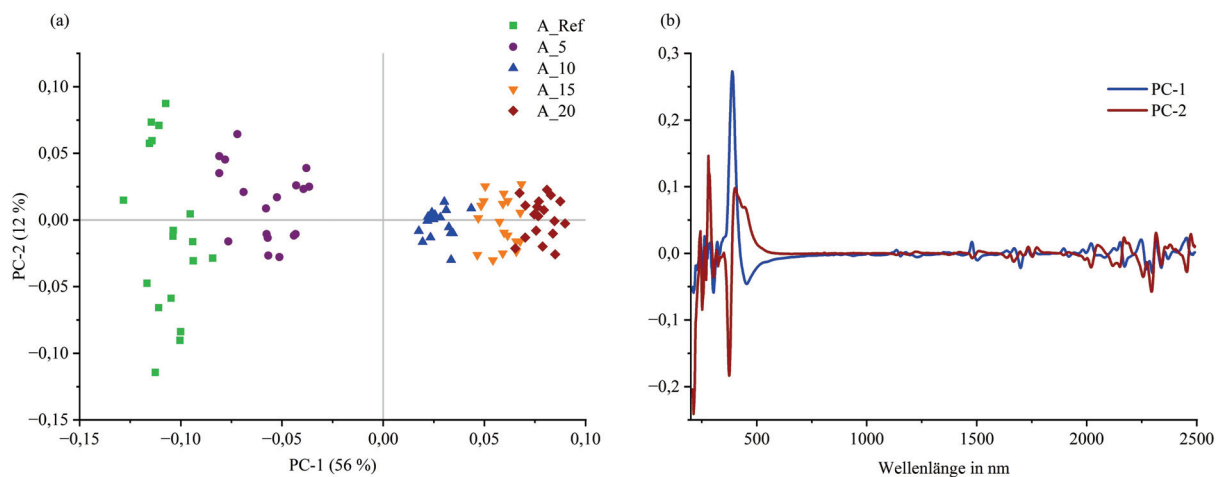 (a)
A_Ref
A_5
A_10
A_15
A_20
0,10
0,05
0,00
−0,05
−0,10
−0,15
PC-2 (12 %)
−0,15
−0,10
−0,05
0,00
0,05
0,10
PC-1 (56 %)
(b)
PC-1
PC-2
0,3
0,2
0,1
0,0
−0,1
−0,2
500
1000
1500
2000
2500
Wellenlänge in nm